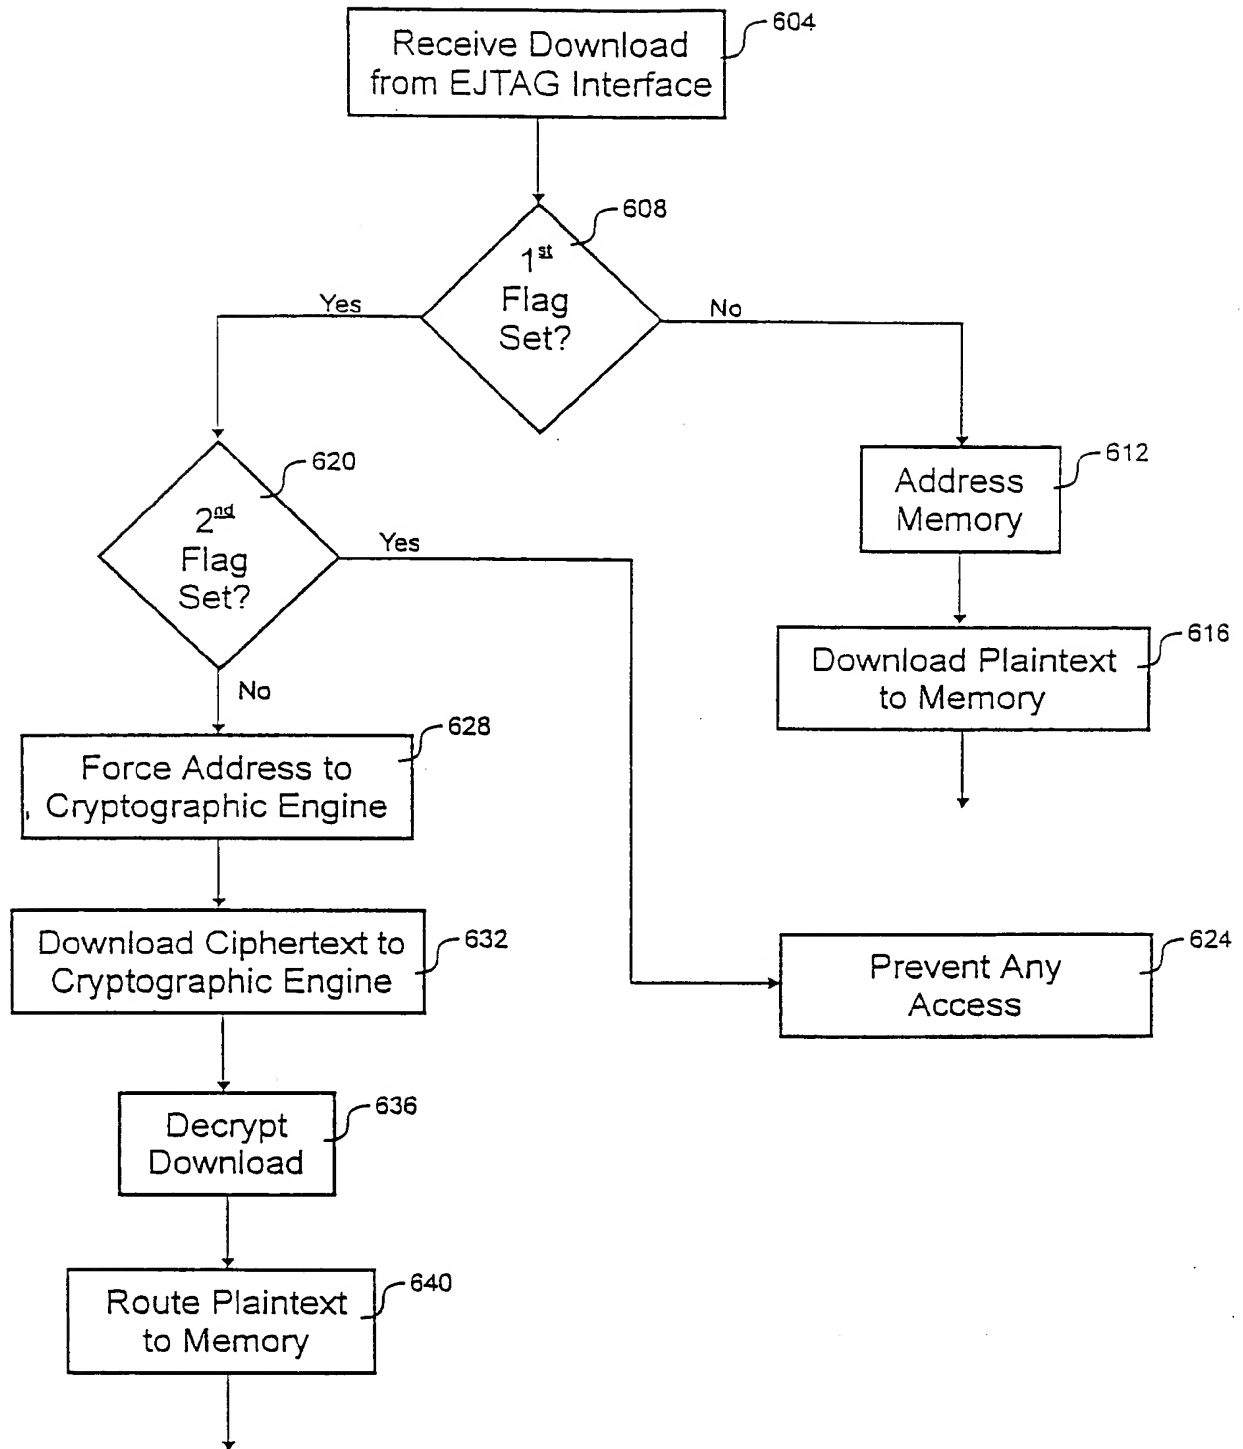 Receive Download
from EJTAG Interface
604
608
1st
Flag
Set?
Yes
No
620
2nd
Flag
Set?
Yes
No
612
Address
Memory
616
Download Plaintext
to Memory
628
Force Address to
Cryptographic Engine
632
Download Ciphertext to
Cryptographic Engine
624
Prevent Any
Access
636
Decrypt
Download
640
Route Plaintext
to Memory